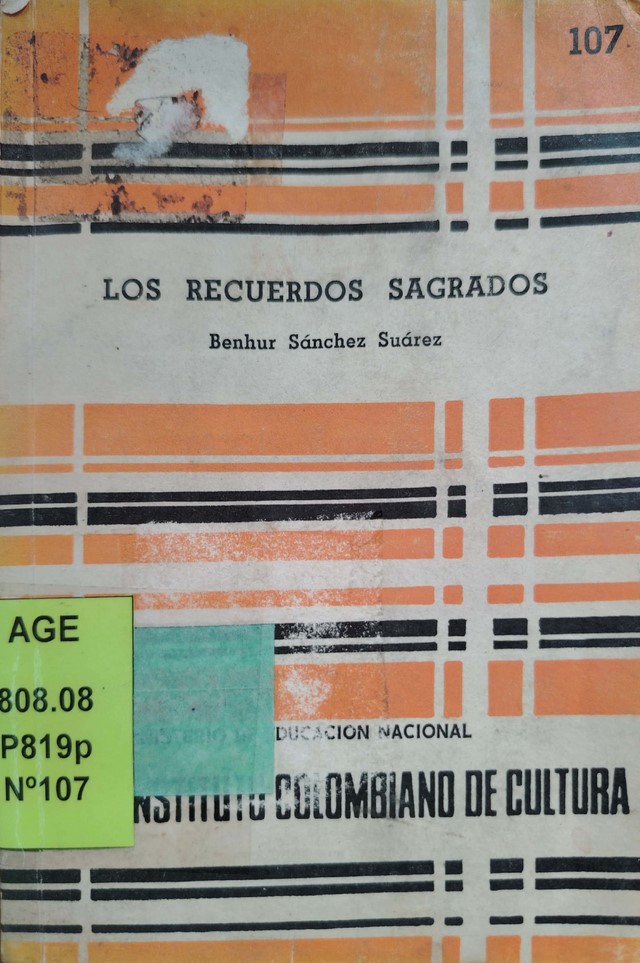 107
LOS RECUERDOS SAGRADOS
Benhur Sánchez Suárez
AGE
808.08
P819p
Nº107
DUCACION NACIONAL
NSTITUTO COLOMBIANO DE CULTURA